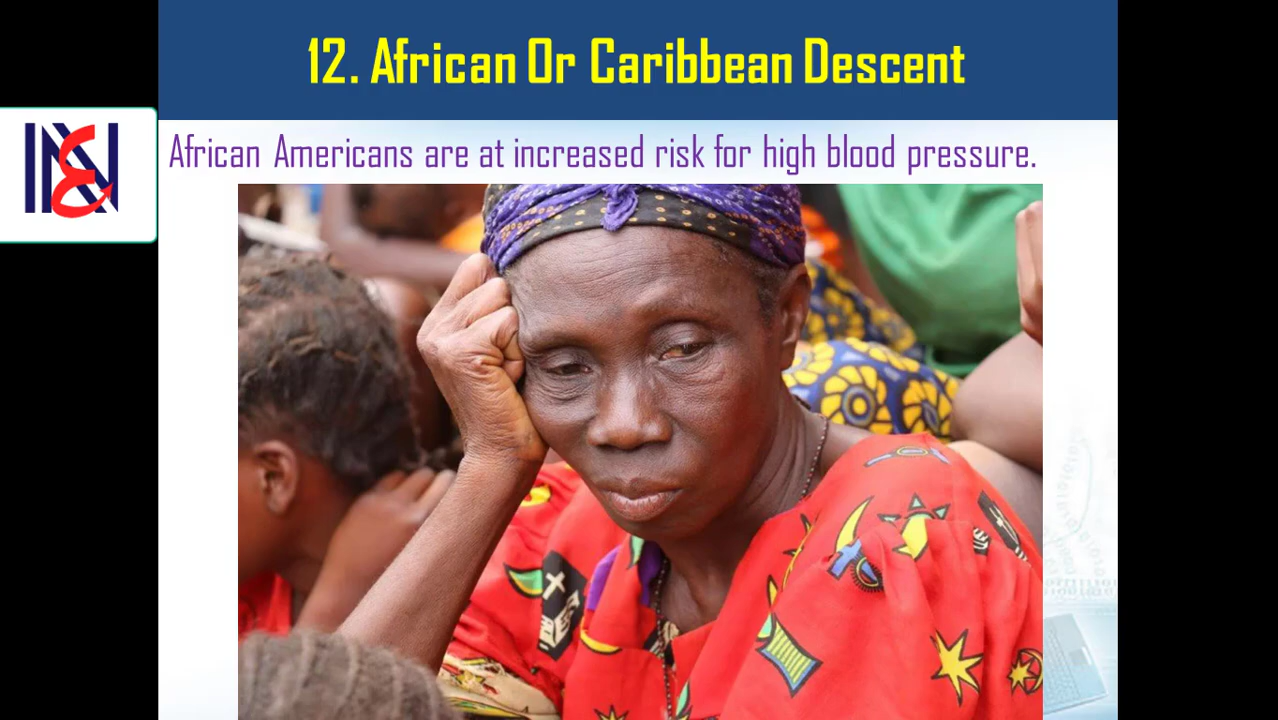 12. African Or Caribbean Descent
African Americans are at increased risk for high blood pressure.